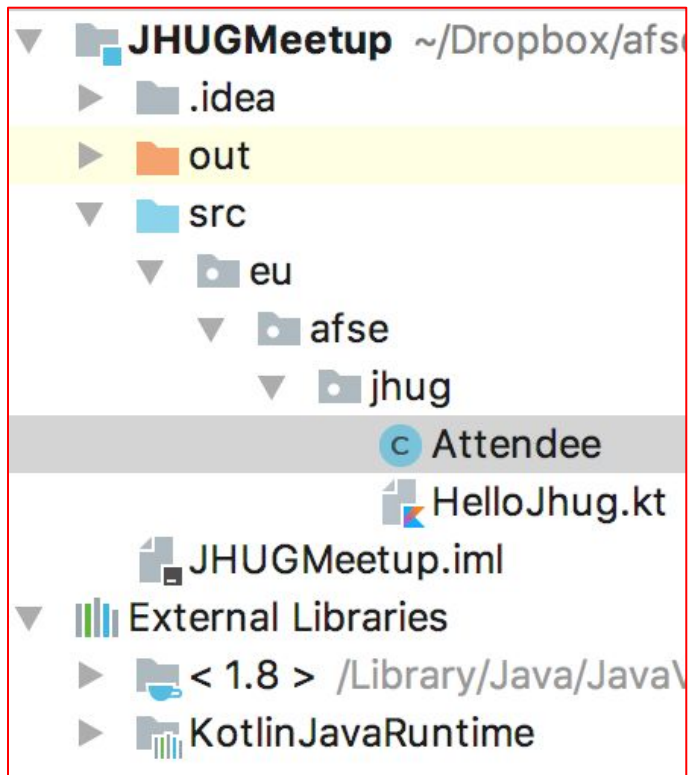 JHUGMeetup ~/Dropbox/afse
.idea
out
src
eu
afse
jhug
C Attendee
HelloJhug.kt
JHUGMeetup.iml
External Libraries
< 1.8 > /Library/Java/JavaV
KotlinJavaRuntime